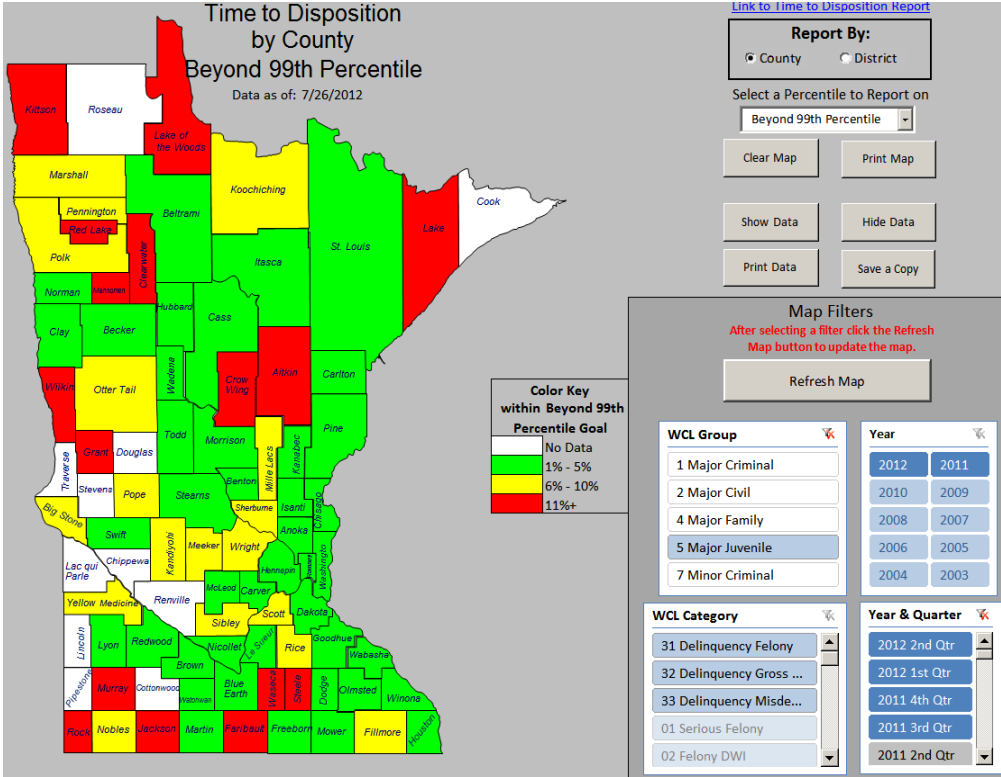 Time to Disposition
by County
Beyond 99th Percentile
Data as of: 7/26/2012
Kittson
Roseau
Lake of
the Woods
Marshall
Koochiching
Pennington
Beltrami
Cook
Red Lake
Lake
Polk
Clearwater
St. Louis
Itasca
Norman
Mahnomen
Hubbard
Cass
Clay
Becker
Wadena
Crow
Wing
Aitkin
Carlton
Wilkin
Otter Tail
Todd
Morrison
Mille Lacs
Kanabec
Pine
Grant
Douglas
Traverse
Stevens
Pope
Stearns
Benton
Sherburne
Isanti
Chisago
Big Stone
Swift
Kandiyohi
Meeker
Wright
Anoka
Hennepin
Ramsey
Washingto
Lac qui
Parle
Chippewa
Renville
McLeod
Carver
Scott
Dakota
Yellow Medicine
Sibley
Lincoln
Lyon
Redwood
Nicollet
Le Sueur
Rice
Goodhue
Wabasha
Brown
Pipestone
Murray
Cottonwood
Watonwan
Blue
Earth
Waseca
Steele
Dodge
Olmsted
Winona
Rock
Nobles
Jackson
Martin
Faribault
Freeborn
Mower
Fillmore
Houston
Color Key
within Beyond 99th
Percentile Goal
No Data
1% - 5%
6% - 10%
11%+
Link to Time to Disposition Report
Report By:
County District
Select a Percentile to Report on
Beyond 99th Percentile
Clear Map Print Map
Show Data Hide Data
Print Data Save a Copy
Map Filters
After selecting a filter click the Refresh
Map button to update the map.
Refresh Map
WCL Group
1 Major Criminal
2 Major Civil
4 Major Family
5 Major Juvenile
7 Minor Criminal
Year
2012 2011
2010 2009
2008 2007
2006 2005
2004 2003
WCL Category
31 Delinquency Felony
32 Delinquency Gross ...
33 Delinquency Misde...
01 Serious Felony
02 Felony DWI
Year & Quarter
2012 2nd Qtr
2012 1st Qtr
2011 4th Qtr
2011 3rd Qtr
2011 2nd Qtr